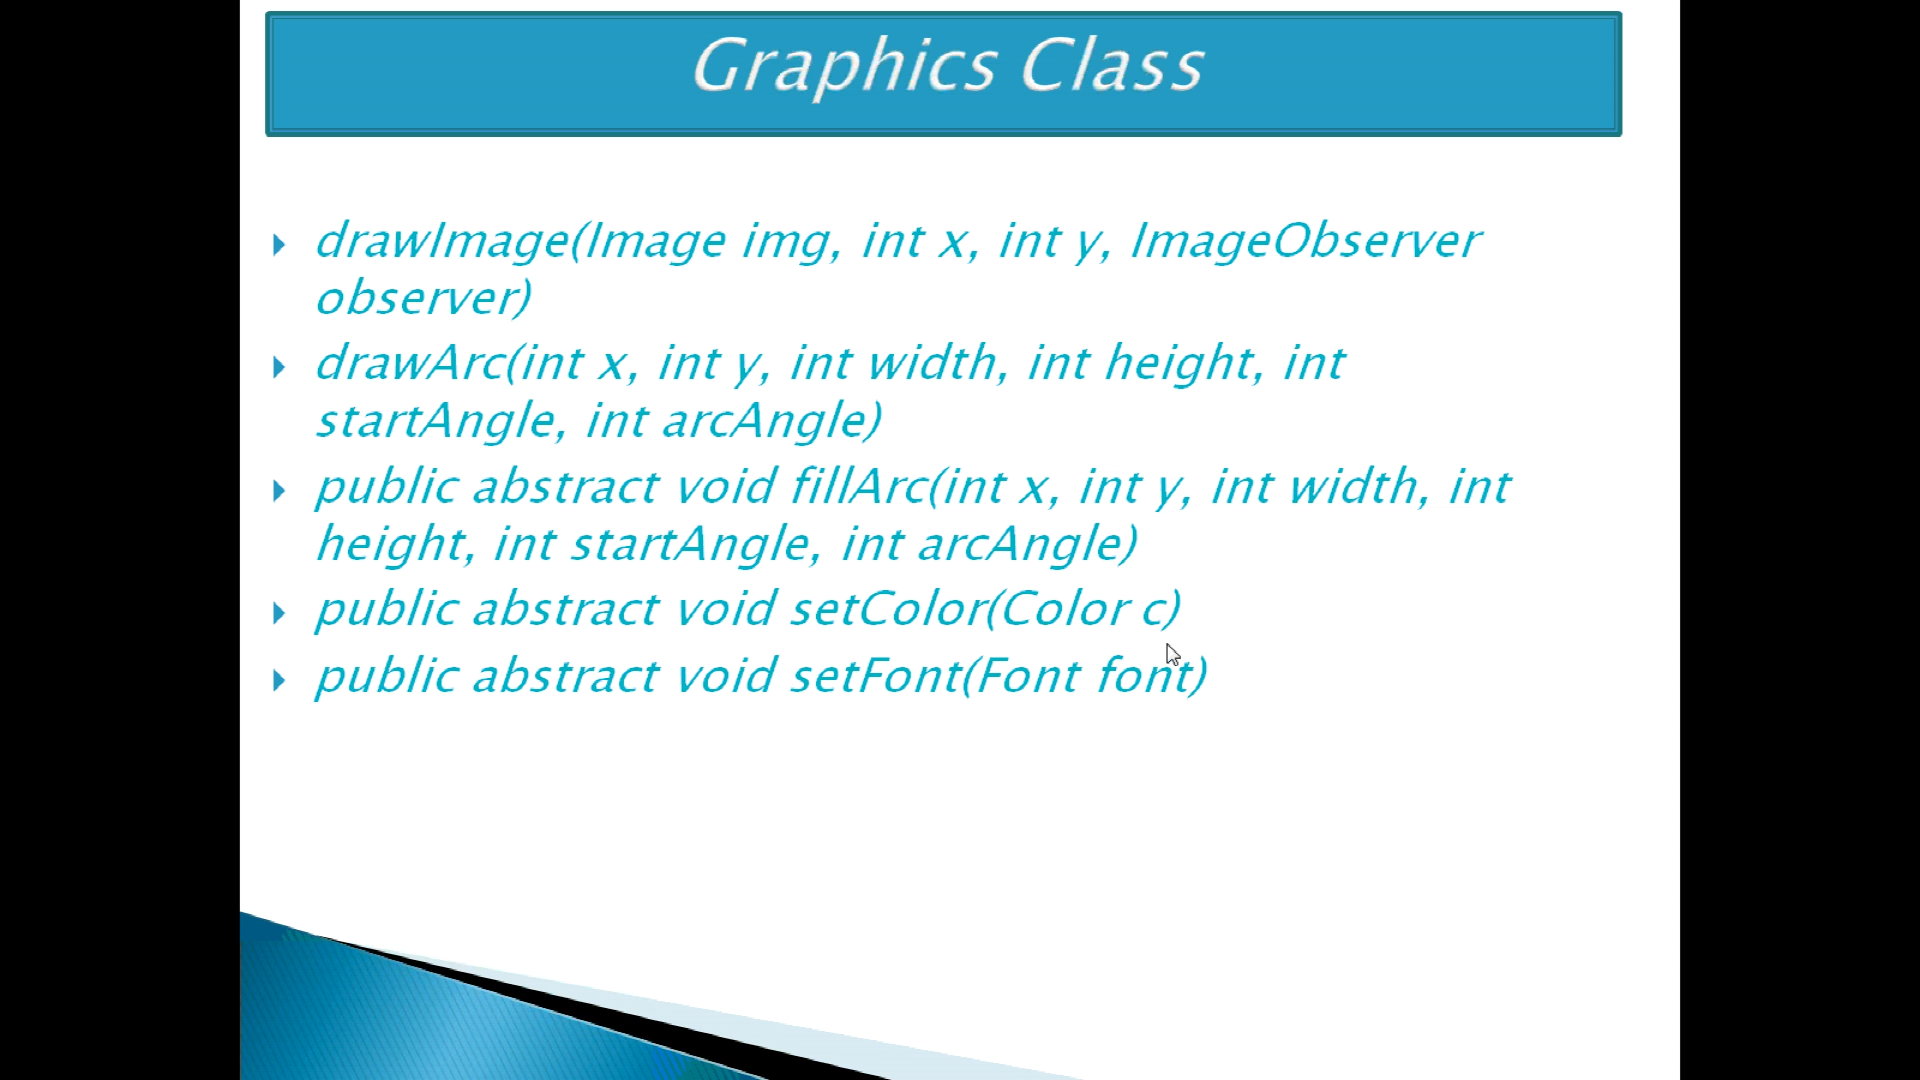 Graphics Class
drawImage(Image img, int x, int y, ImageObserver
observer)
drawArc(int x, int y, int width, int height, int
startAngle, int arcAngle)
public abstract void fillArc(int x, int y, int width, int
height, int startAngle, int arcAngle)
public abstract void setColor(Color c)
public abstract void setFont(Font font)